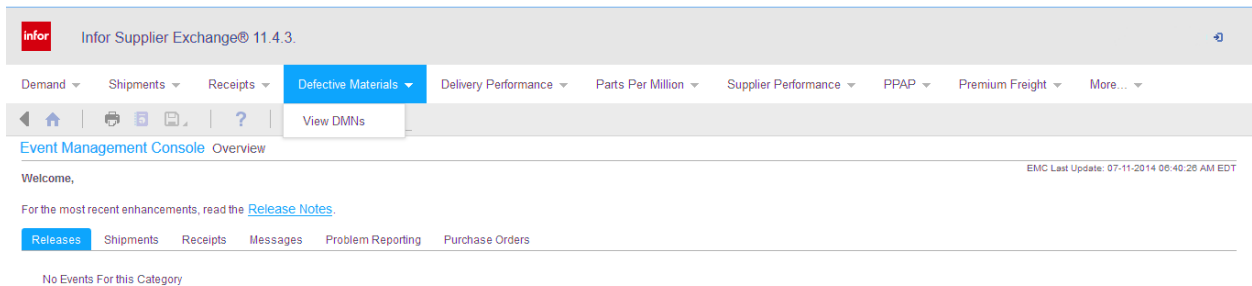 infor Infor Supplier Exchange® 11.4.3.
Demand Shipments Receipts Defective Materials Delivery Performance Parts Per Million Supplier Performance PPAP Premium Freight More...
? View DMNs
Event Management Console Overview
EMC Last Update: 07-11-2014 06:40:26 AM EDT
Welcome,
For the most recent enhancements, read the Release Notes.
Releases Shipments Receipts Messages Problem Reporting Purchase Orders
No Events For this Category